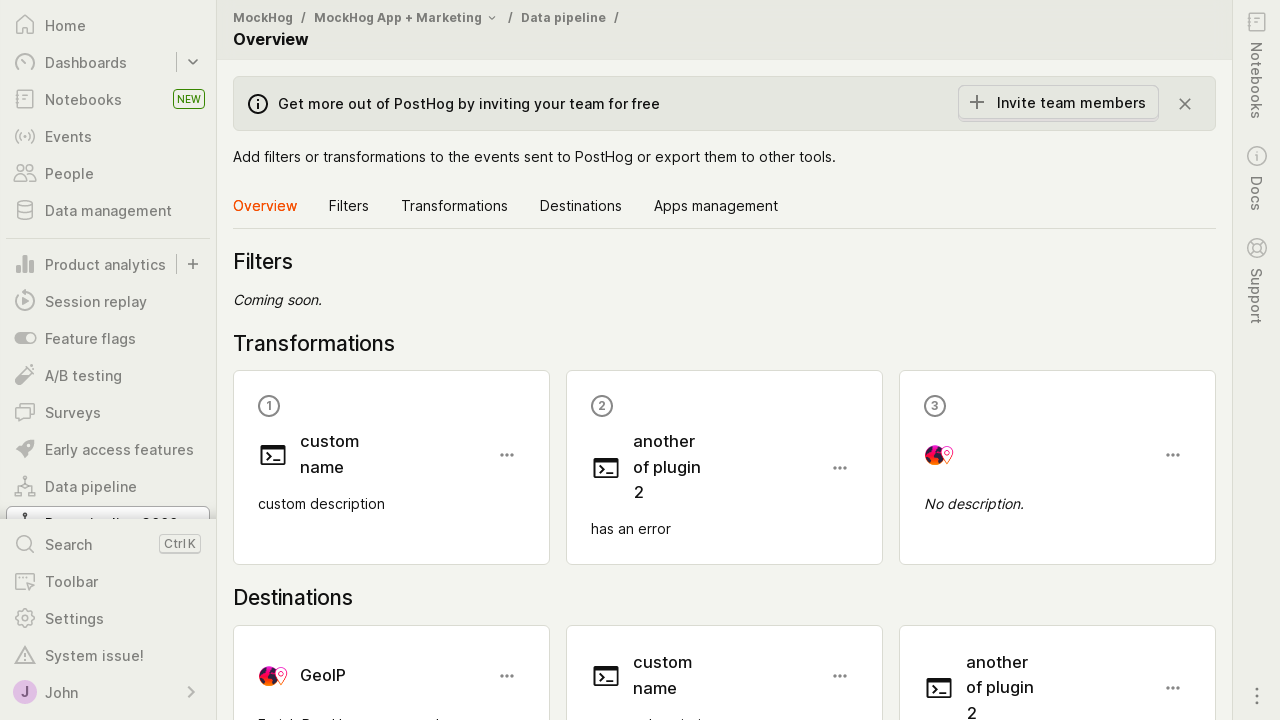 Home
Dashboards
Notebooks NEW
Events
People
Data management
Product analytics
Session replay
Feature flags
A/B testing
Surveys
Early access features
Data pipeline
Search Ctrl K
Toolbar
Settings
System issue!
J John
MockHog / MockHog App + Marketing / Data pipeline /
Overview
Get more out of PostHog by inviting your team for free
Invite team members
Add filters or transformations to the events sent to PostHog or export them to other tools.
Overview Filters Transformations Destinations Apps management
Filters
Coming soon.
Transformations
1
custom
name
custom description
2
another
of plugin
2
has an error
3
No description.
Destinations
GeoIP
custom
name
another
of plugin
2
Notebooks
Docs
Support